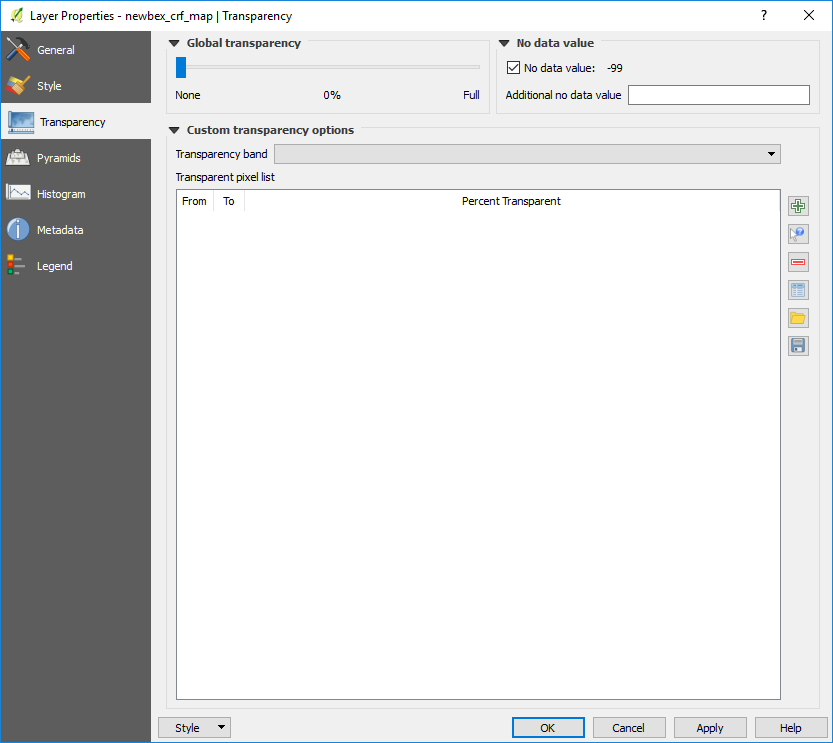 Layer Properties - newbex_crf_map | Transparency
?
General
Style
Transparency
Pyramids
Histogram
Metadata
Legend
Global transparency
None 0% Full
No data value
No data value: -99
Additional no data value
Custom transparency options
Transparency band
Transparent pixel list
From To Percent Transparent
Style OK Cancel Apply Help